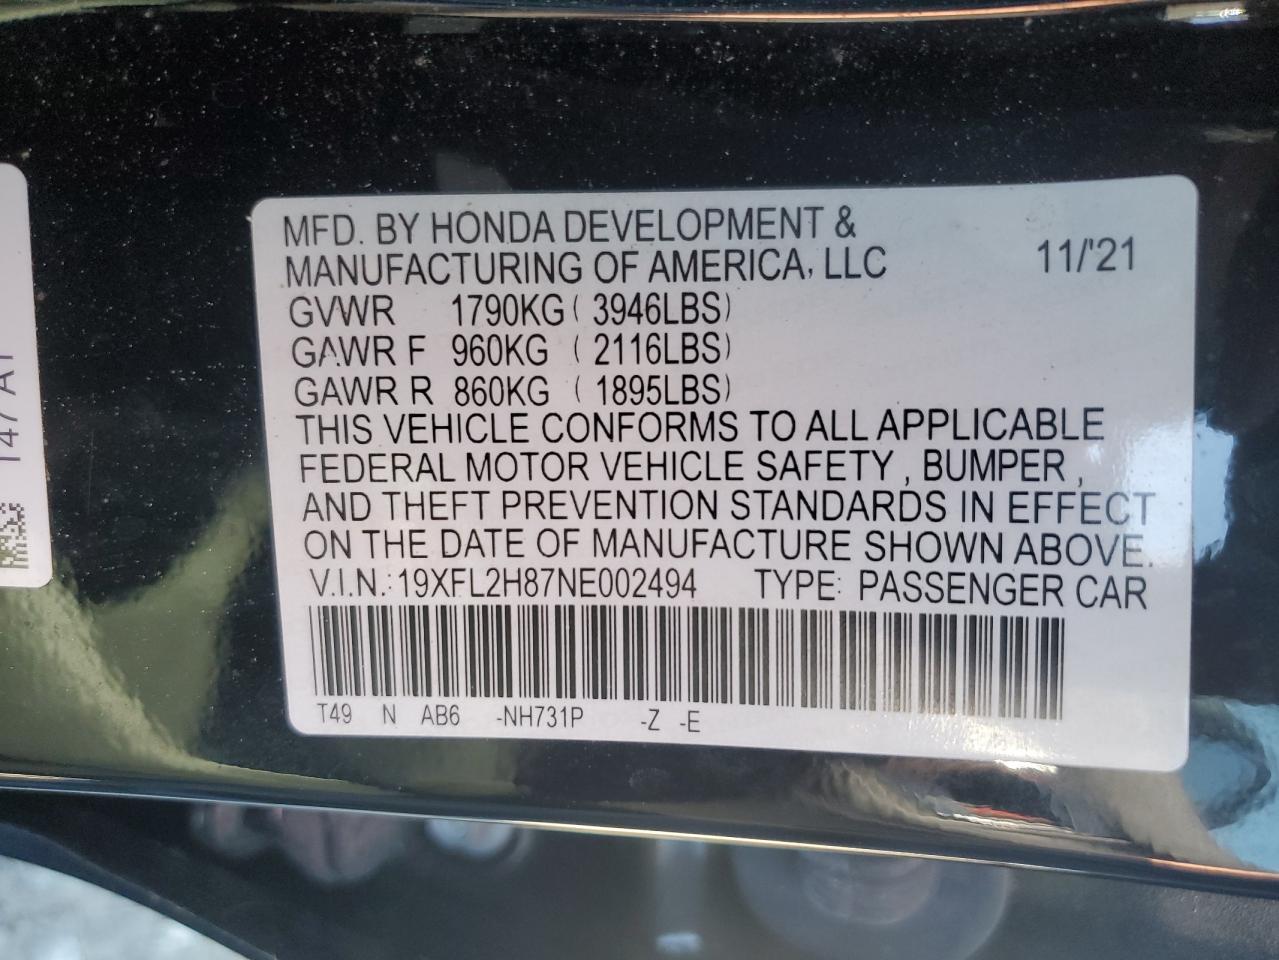 MFD. BY HONDA DEVELOPMENT &
MANUFACTURING OF AMERICA, LLC 11/'21
GVWR 1790KG ( 3946LBS)
GAWR F 960KG ( 2116LBS)
GAWR R 860KG ( 1895LBS)
THIS VEHICLE CONFORMS TO ALL APPLICABLE
FEDERAL MOTOR VEHICLE SAFETY , BUMPER ,
AND THEFT PREVENTION STANDARDS IN EFFECT
ON THE DATE OF MANUFACTURE SHOWN ABOVE.
V.I.N.: 19XFL2H87NE002494 TYPE: PASSENGER CAR
T49 N AB6 -NH731P -Z -E